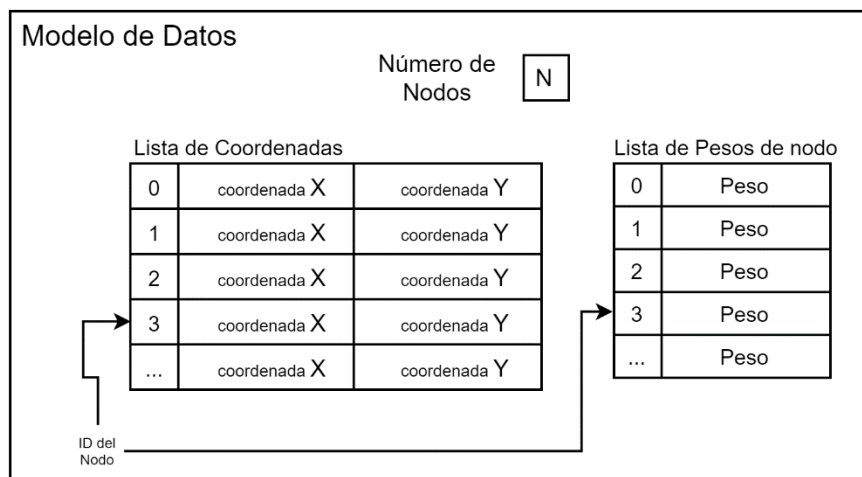 Modelo de Datos
Número de
Nodos
N
Lista de Coordenadas
0 coordenada X coordenada Y
1 coordenada X coordenada Y
2 coordenada X coordenada Y
3 coordenada X coordenada Y
... coordenada X coordenada Y
Lista de Pesos de nodo
0 Peso
1 Peso
2 Peso
3 Peso
... Peso
ID del
Nodo